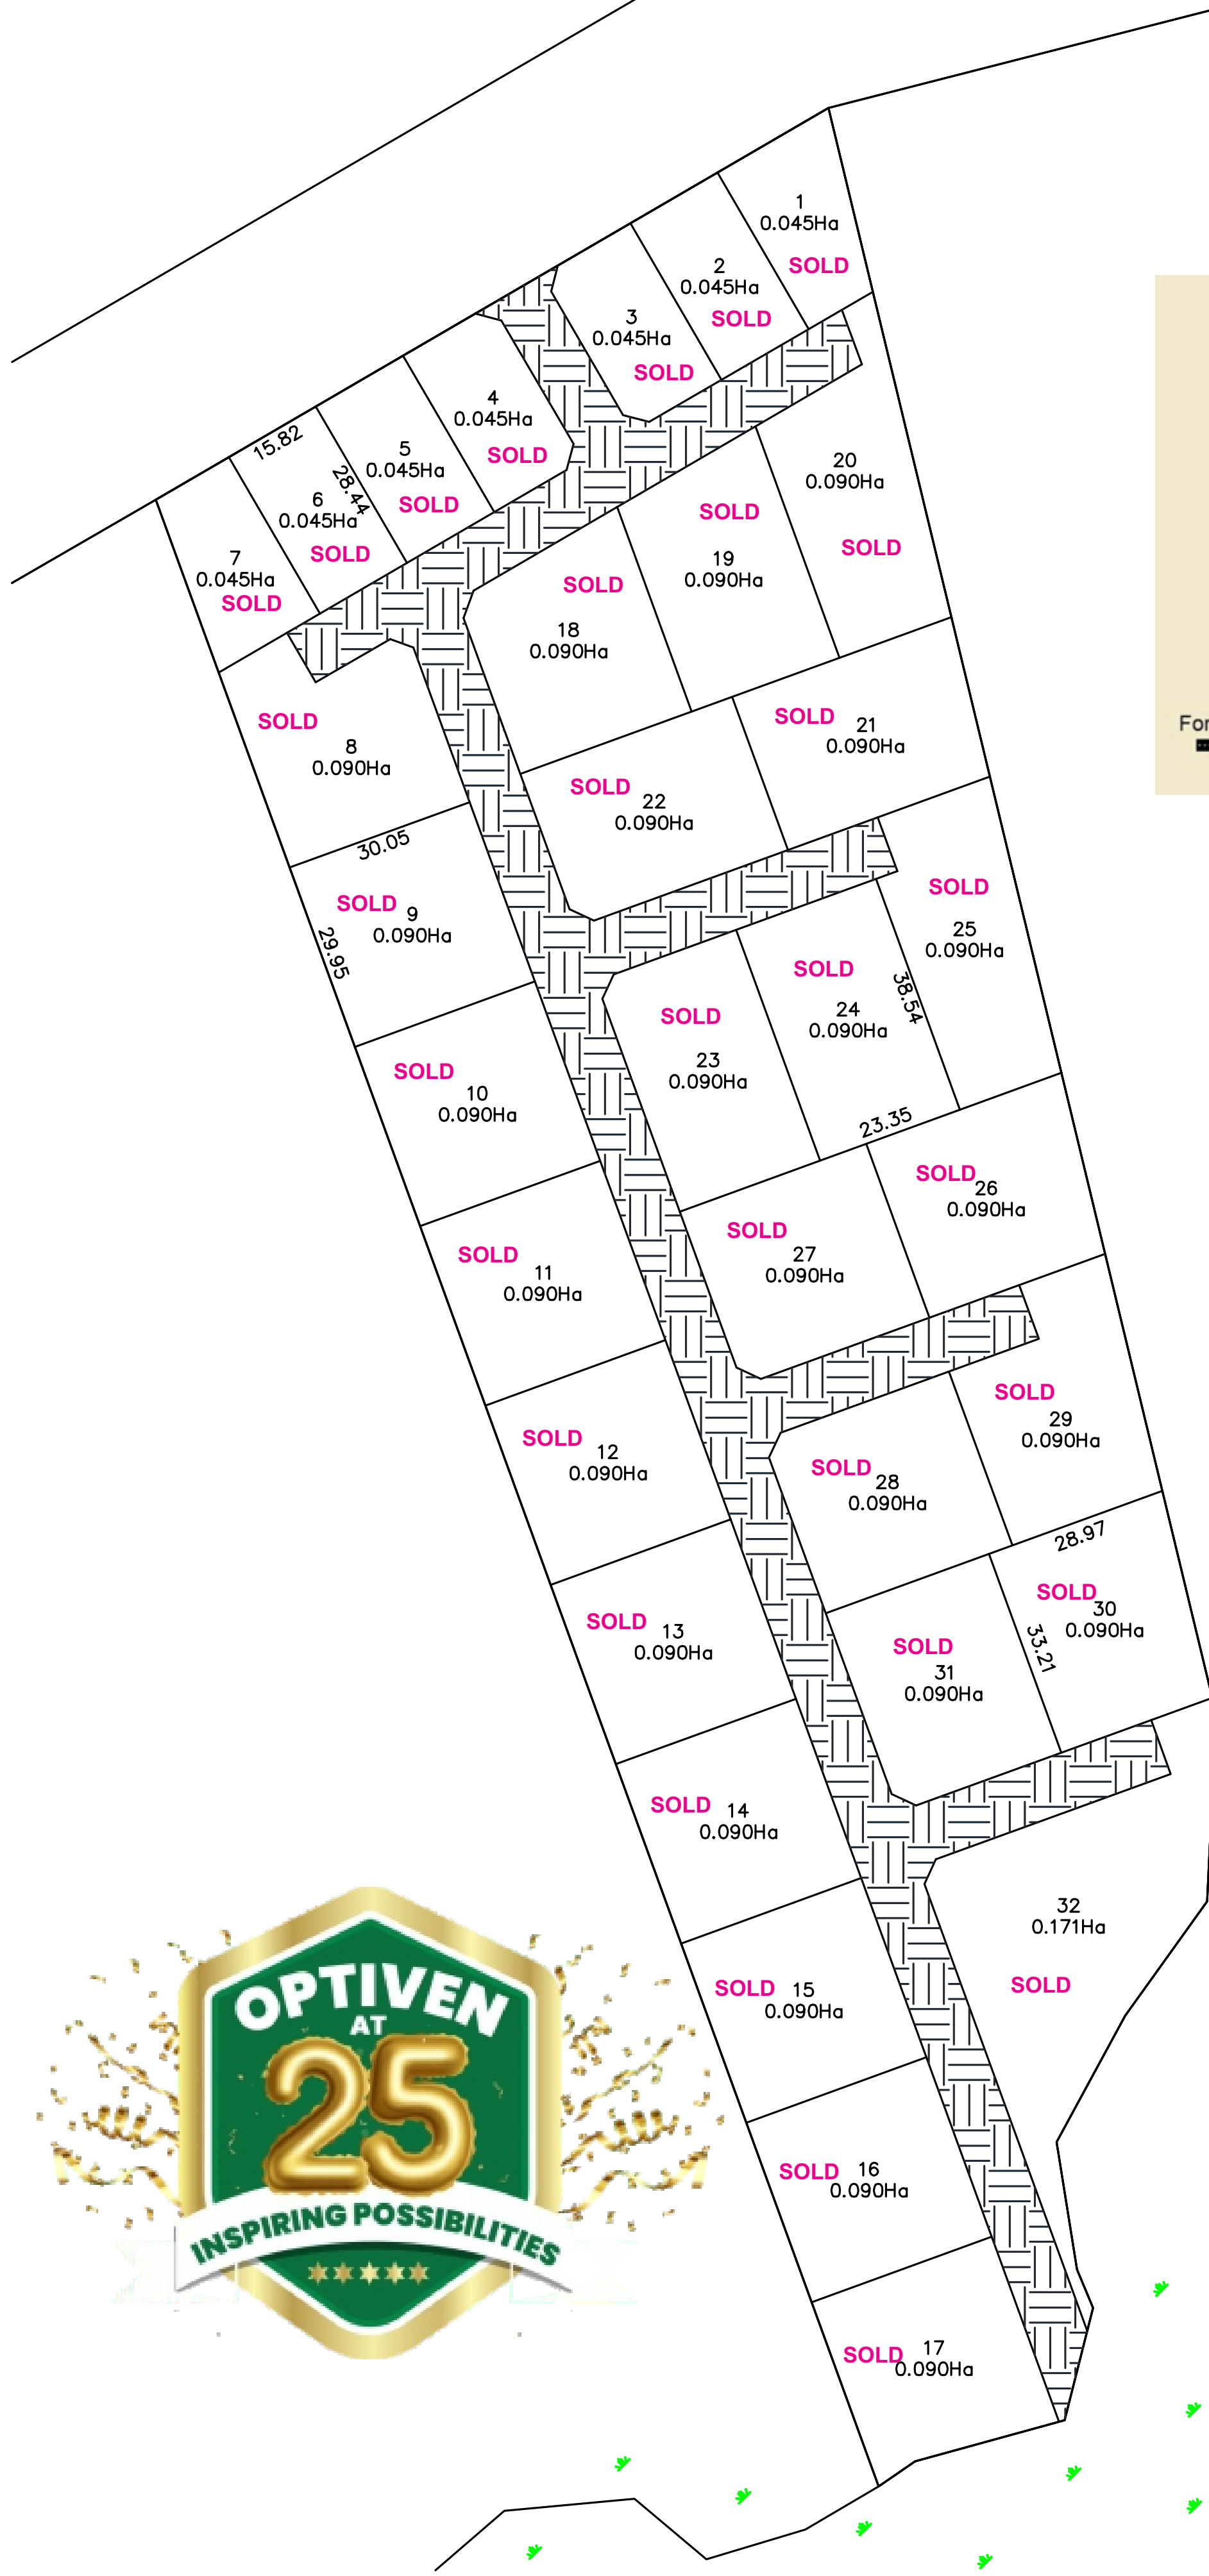 1
0.045Ha
SOLD
2
0.045Ha
SOLD
3
0.045Ha
SOLD
4
0.045Ha
SOLD
5
0.045Ha
SOLD
15.82
28.44
6
0.045Ha
SOLD
7
0.045Ha
SOLD
20
0.090Ha
SOLD
SOLD
19
0.090Ha
SOLD
18
0.090Ha
SOLD
8
0.090Ha
SOLD
21
0.090Ha
SOLD
22
0.090Ha
30.05
SOLD
9
0.090Ha
29.95
SOLD
25
0.090Ha
SOLD
24
0.090Ha
38.54
SOLD
23
0.090Ha
SOLD
10
0.090Ha
23.35
SOLD
26
0.090Ha
SOLD
27
0.090Ha
SOLD
11
0.090Ha
SOLD
29
0.090Ha
SOLD
28
0.090Ha
SOLD
12
0.090Ha
28.97
SOLD
30
0.090Ha
33.21
SOLD
31
0.090Ha
SOLD
13
0.090Ha
SOLD
14
0.090Ha
32
0.171Ha
SOLD
SOLD
15
0.090Ha
SOLD
16
0.090Ha
SOLD
17
0.090Ha
OPTIVEN
AT
25
INSPIRING POSSIBILITIES